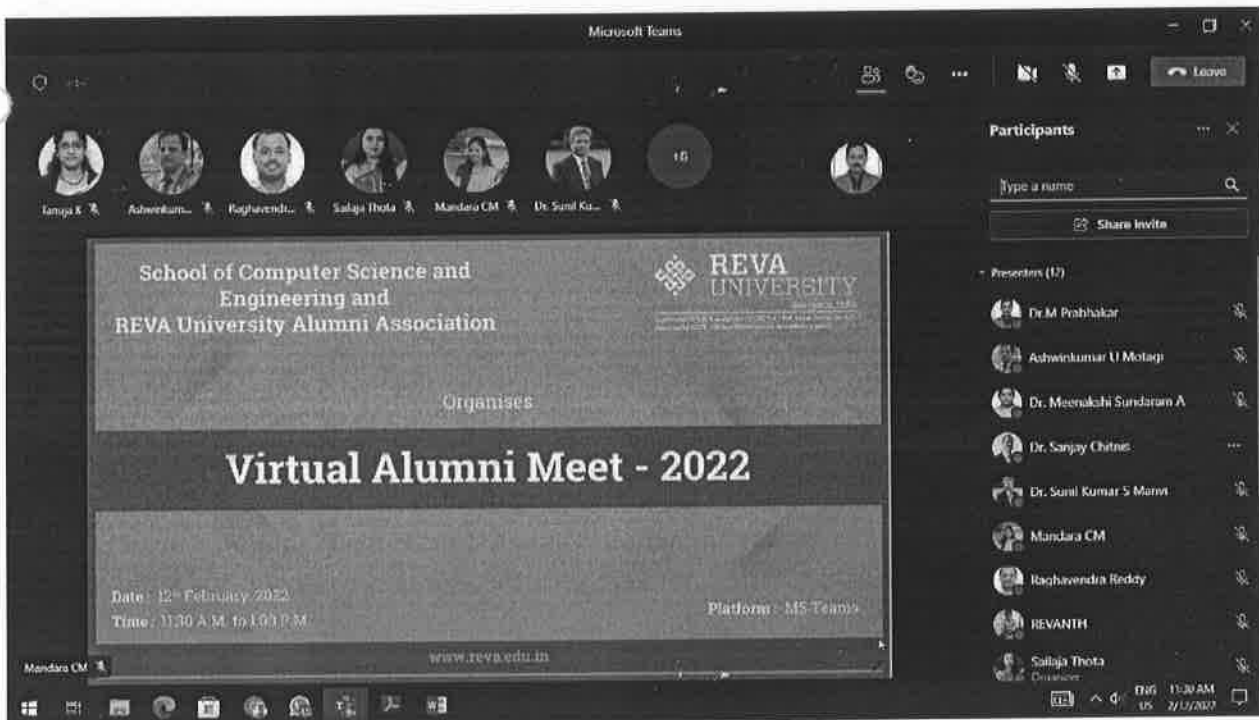 Microsoft Teams
Leave
Tanuja K
Ashwinkum...
Raghavendr...
Sailaja Thota
Mandara CM
Dr. Sunil Ku...
Participants
Type a name
Share Invite
Presenters (12)
Dr.M Prabhakar
Ashwinkumar U Motagi
Dr. Meenakshi Sundaram A
Dr. Sanjay Chitnis
Dr. Sunil Kumar S Manvi
Mandara CM
Raghavendra Reddy
REVANTH
Sailaja Thota
Organizer
School of Computer Science and
Engineering and
REVA University Alumni Association
REVA
UNIVERSITY
Organises
Virtual Alumni Meet - 2022
Date : 12th February, 2022
Time : 11:30 A.M. to
Platform : MS Teams
www.reva.edu.in
Mandara CM
ENG
US
11:30 AM
2/12/2022